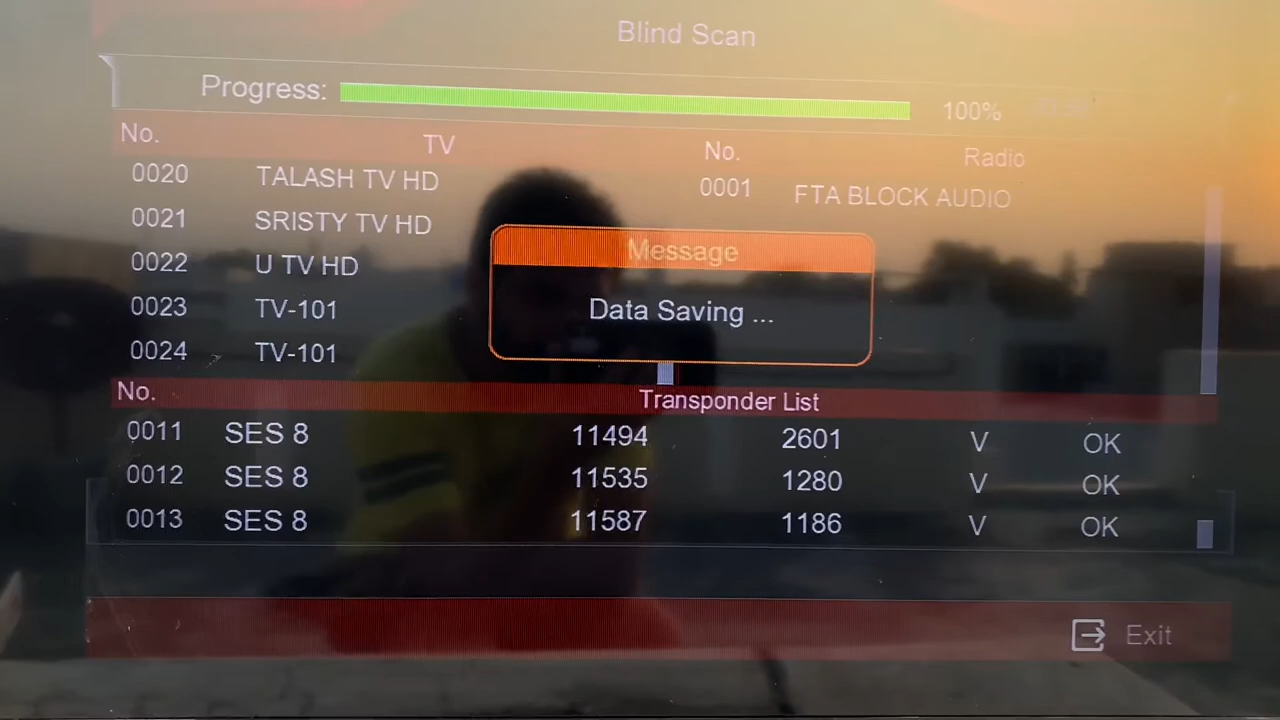 Blind Scan
Progress: 100%
No. TV No. Radio
0020 TALASH TV HD 0001 FTA BLOCK AUDIO
0021 SRISTY TV HD
0022 U TV HD
0023 TV-101
0024 TV-101
Message
Data Saving ...
No. Transponder List
0011 SES 8 11494 2601 V OK
0012 SES 8 11535 1280 V OK
0013 SES 8 11587 1186 V OK
Exit